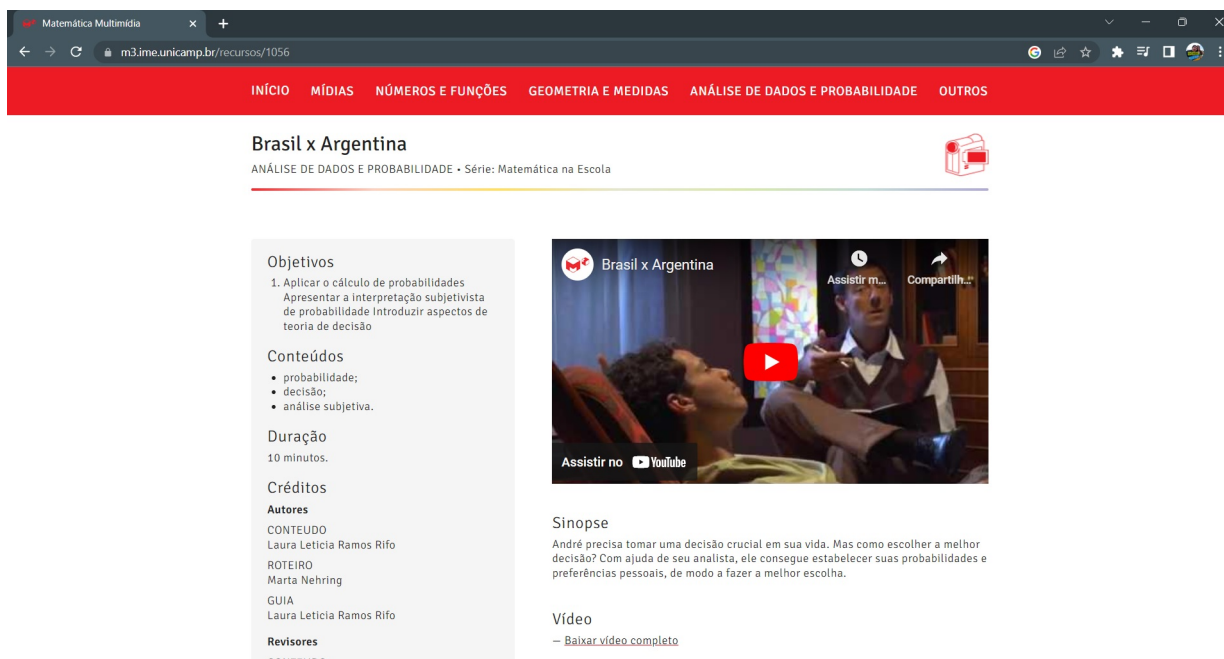 Matemática Multimídia
m3.ime.unicamp.br/recursos/1056
INÍCIO MÍDIAS NÚMEROS E FUNÇÕES GEOMETRIA E MEDIDAS ANÁLISE DE DADOS E PROBABILIDADE OUTROS
Brasil x Argentina
ANÁLISE DE DADOS E PROBABILIDADE • Série: Matemática na Escola
Objetivos
1. Aplicar o cálculo de probabilidades
Apresentar a interpretação subjetivista
de probabilidade Introduzir aspectos de
teoria de decisão
Conteúdos
• probabilidade;
• decisão;
• análise subjetiva.
Duração
10 minutos.
Créditos
Autores
CONTEUDO
Laura Leticia Ramos Rifo
ROTEIRO
Marta Nehring
GUIA
Laura Leticia Ramos Rifo
Revisores
Brasil x Argentina
Assistir m... Compartilh...
Assistir no YouTube
Sinopse
André precisa tomar uma decisão crucial em sua vida. Mas como escolher a melhor
decisão? Com ajuda de seu analista, ele consegue estabelecer suas probabilidades e
preferências pessoais, de modo a fazer a melhor escolha.
Vídeo
— Baixar vídeo completo